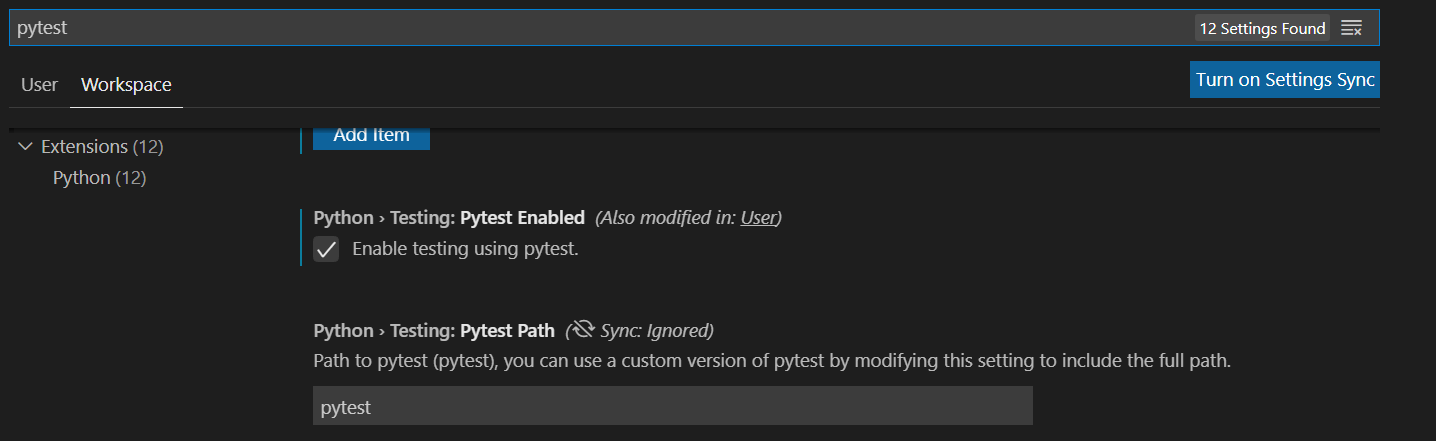 pytest
12 Settings Found
User Workspace
Turn on Settings Sync
Extensions (12)
Python (12)
Add Item
Python › Testing: Pytest Enabled (Also modified in: User)
Enable testing using pytest.
Python › Testing: Pytest Path ( Sync: Ignored)
Path to pytest (pytest), you can use a custom version of pytest by modifying this setting to include the full path.
pytest